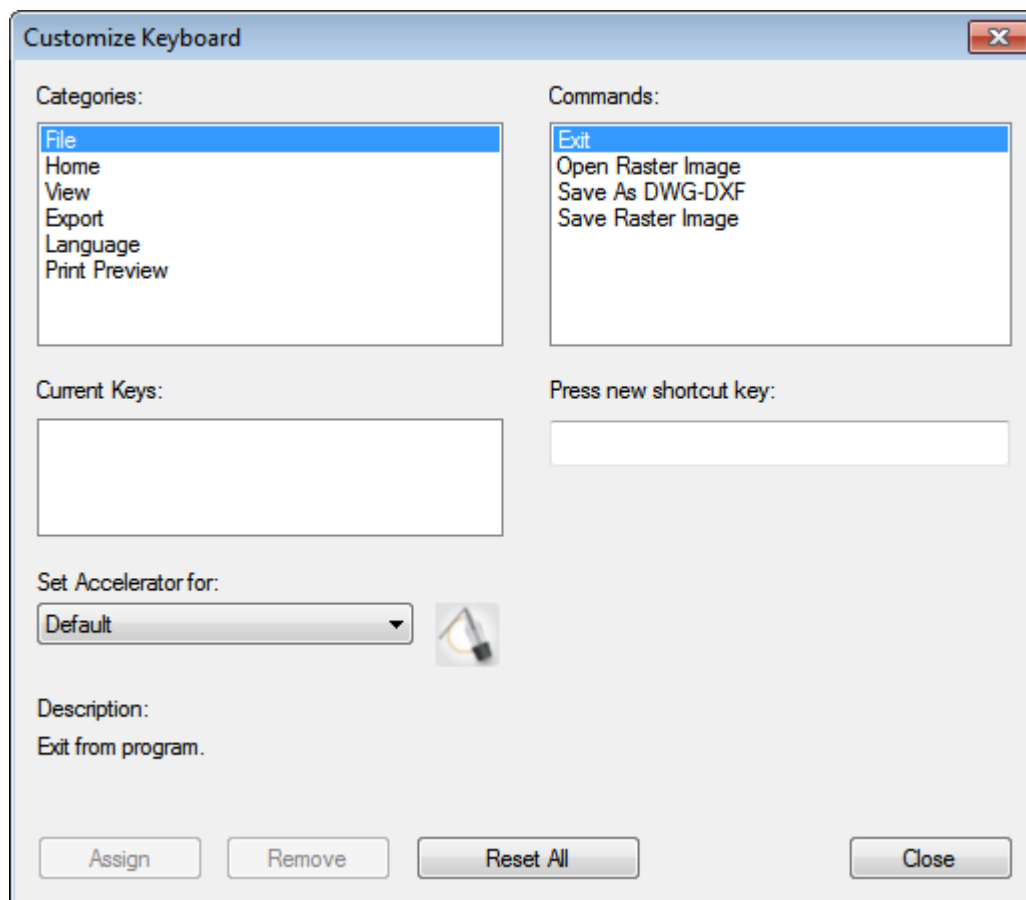 Customize Keyboard
Categories:
File
Home
View
Export
Language
Print Preview
Commands:
Exit
Open Raster Image
Save As DWG-DXF
Save Raster Image
Current Keys:
Press new shortcut key:
Set Accelerator for:
Default
Description:
Exit from program.
Assign
Remove
Reset All
Close